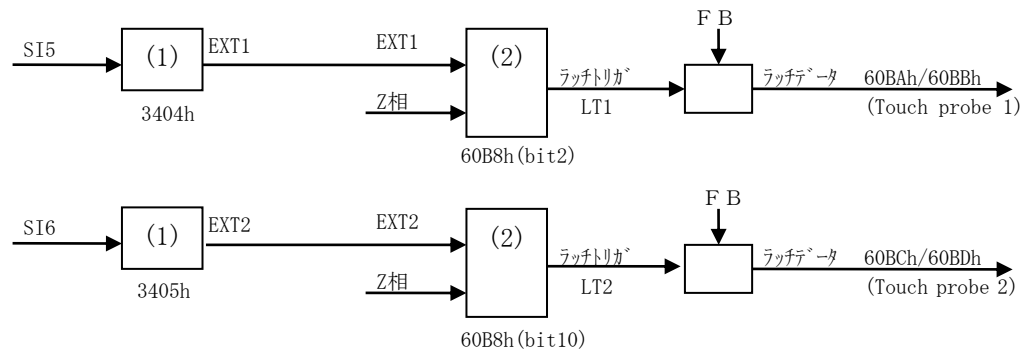 ＦＢ
SI5 (1) EXT1 EXT1 (2) ﾗｯﾁﾄﾘｶﾞ ﾗｯﾁﾃﾞｰﾀ 60BAh/60BBh
3404h Z相 LT1 (Touch probe 1)
60B8h(bit2)
ＦＢ
SI6 (1) EXT2 EXT2 (2) ﾗｯﾁﾄﾘｶﾞ ﾗｯﾁﾃﾞｰﾀ 60BCh/60BDh
3405h Z相 LT2 (Touch probe 2)
60B8h(bit10)